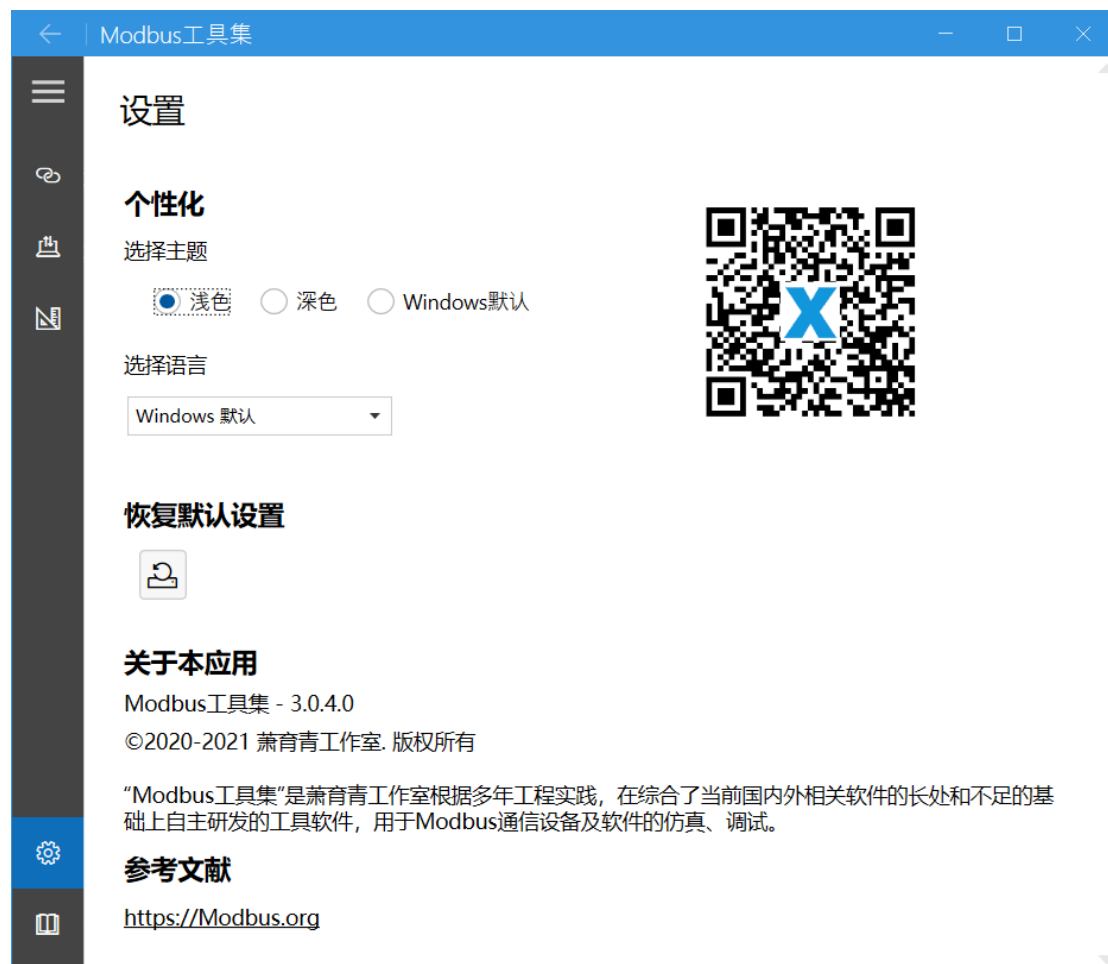 Modbus工具集
设置
个性化
选择主题
浅色 深色 Windows默认
选择语言
Windows 默认
恢复默认设置
关于本应用
Modbus工具集 - 3.0.4.0
©2020-2021 萧育青工作室. 版权所有
“Modbus工具集”是萧育青工作室根据多年工程实践，在综合了当前国内外相关软件的长处和不足的基
础上自主研发的工具软件，用于Modbus通信设备及软件的仿真、调试。
参考文献
https://Modbus.org